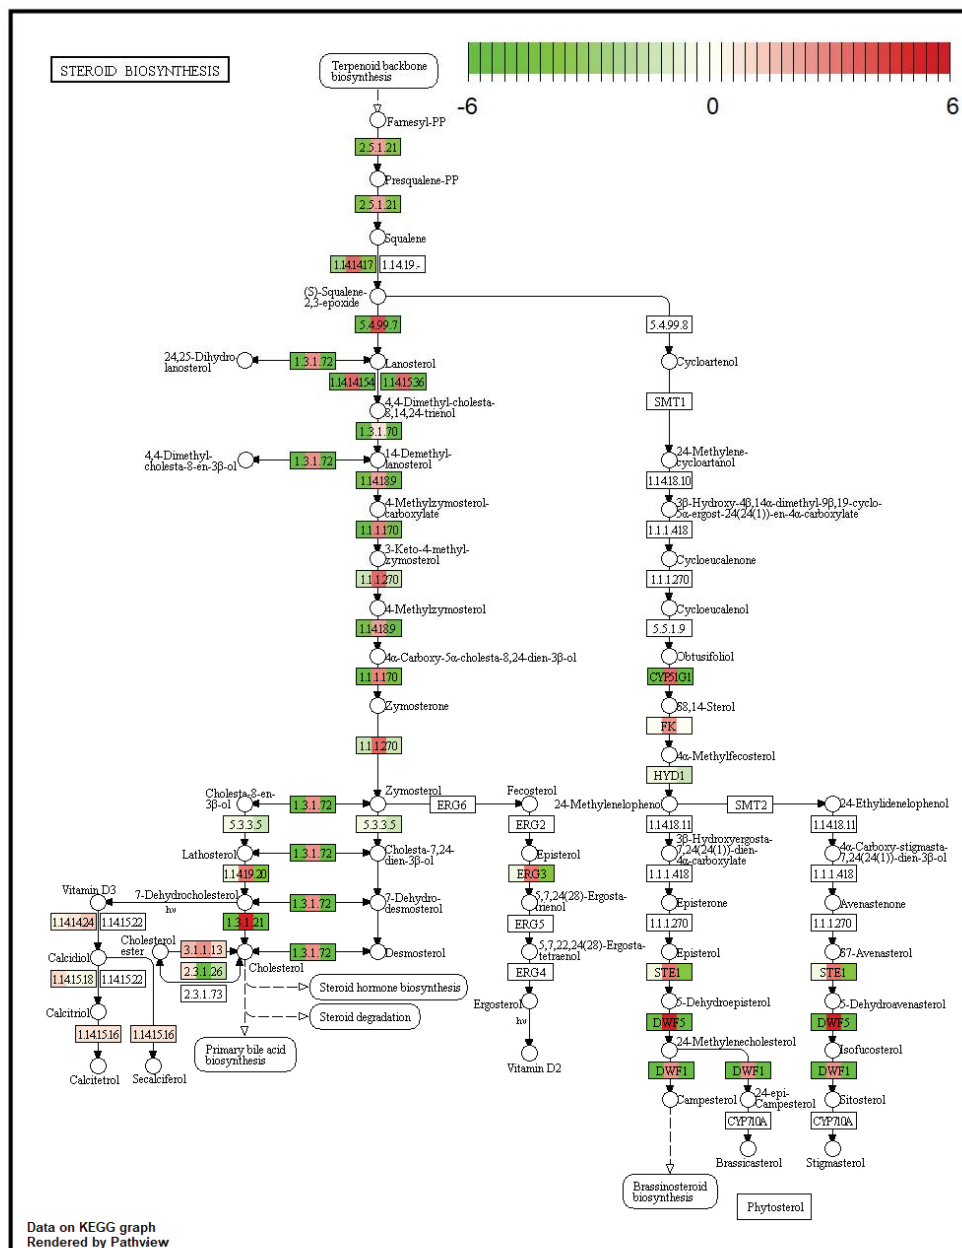 STEROID BIOSYNTHESIS
Terpenoid backbone
biosynthesis
-6
0
6
Farnesyl-PP
2.5.1.21
Presqualene-PP
2.5.1.21
Squalene
1.14.14.17
1.14.19.-
(S)-Squalene-
2,3-epoxide
5.4.99.7
5.4.99.8
24,25-Dihydro-
lanosterol
1.3.1.72
Lanosterol
Cycloartenol
1.14.14.154
1.14.15.36
SMT1
4,4-Dimethyl-cholesta-
8,14,24-trienol
1.3.1.70
4,4-Dimethyl-
cholesta-8-en-3β-ol
1.3.1.72
14-Demethyl-
lanosterol
24-Methylene-
cycloartanol
1.14.18.9
1.14.18.10
4-Methylzymosterol-
carboxylate
3β-Hydroxy-4β,14α-dimethyl-9β,19-cyclo-
5α-ergost-24(24(1))-en-4α-carboxylate
1.1.1.170
1.1.1.418
3-Keto-4-methyl-
zymosterol
Cycloeucalenone
1.1.1.270
1.1.1.270
4-Methylzymosterol
Cycloeucalenol
1.14.18.9
5.5.1.9
4α-Carboxy-5α-cholesta-8,24-dien-3β-ol
Obtusifoliol
1.1.1.170
CYP51G1
Zymosterone
δ8,14-Sterol
FK
1.1.1.270
4α-Methylfecosterol
HYD1
Cholesta-8-en-
3β-ol
1.3.1.72
Zymosterol
ERG6
Fecosterol
24-Methylenelophenol
SMT2
24-Ethylidenelophenol
5.3.3.5
5.3.3.5
ERG2
1.14.18.11
1.14.18.11
Lathosterol
1.3.1.72
Cholesta-7,24-
dien-3β-ol
Episterol
3β-Hydroxyergosta-
7,24(24(1))-dien-
4α-carboxylate
4α-Carboxy-stigmasta-
7,24(24(1))-dien-3β-ol
1.14.19.20
ERG3
1.1.1.418
1.1.1.418
Vitamin D3
7-Dehydrocholesterol
hν
1.3.1.72
7-Dehydro-
desmosterol
5,7,24(28)-Ergosta-
trienol
Episterone
Avenastenone
1.14.14.24
1.14.15.22
1.3.1.21
ERG5
1.1.1.270
1.1.1.270
Calcidiol
Cholesterol
ester
3.1.1.13
Cholesterol
1.3.1.72
Desmosterol
5,7,22,24(28)-Ergosta-
tetraenol
Episterol
δ7-Avenasterol
1.14.15.18
1.14.15.22
2.3.1.26
ERG4
STE1
STE1
2.3.1.73
Steroid hormone biosynthesis
Calcitriol
Steroid degradation
Ergosterol
5-Dehydroepisterol
5-Dehydroavenasterol
1.14.15.16
1.14.15.16
hν
DWF5
DWF5
Calcitetrol
Secalciferol
Primary bile acid
biosynthesis
Vitamin D2
24-Methylenecholesterol
Isofucosterol
DWF1
DWF1
DWF1
Campesterol
24-epi-
Campesterol
Sitosterol
CYP710A
CYP710A
Brassicasterol
Stigmasterol
Brassinosteroid
biosynthesis
Phytosterol
Data on KEGG graph
Rendered by Pathview